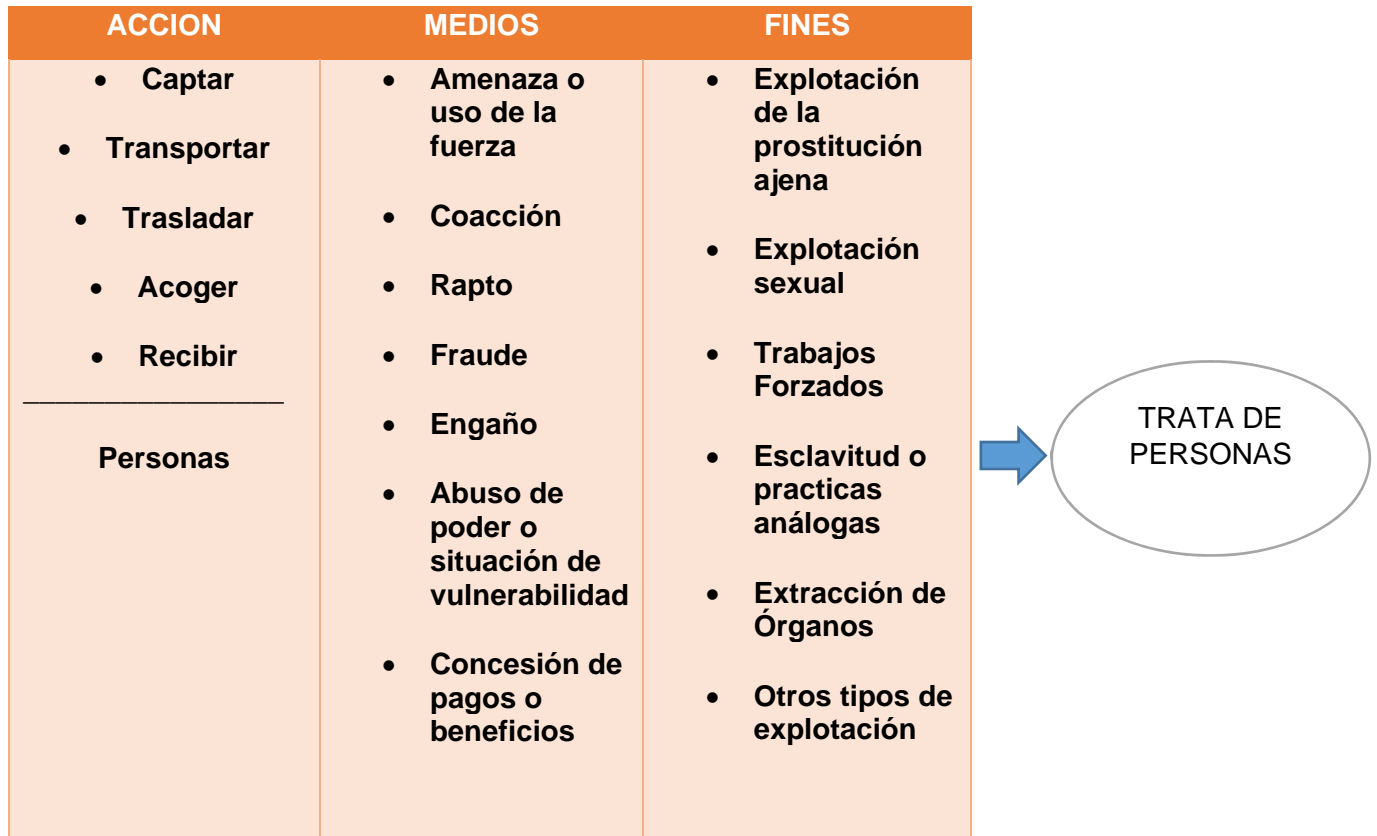 ACCION
MEDIOS
FINES
• Captar
• Transportar
• Trasladar
• Acoger
• Recibir
Personas
• Amenaza o
uso de la
fuerza
• Coacción
• Rapto
• Fraude
• Engaño
• Abuso de
poder o
situación de
vulnerabilidad
• Concesión de
pagos o
beneficios
• Explotación
de la
prostitución
ajena
• Explotación
sexual
• Trabajos
Forzados
• Esclavitud o
practicas
análogas
• Extracción de
Órganos
• Otros tipos de
explotación
TRATA DE
PERSONAS